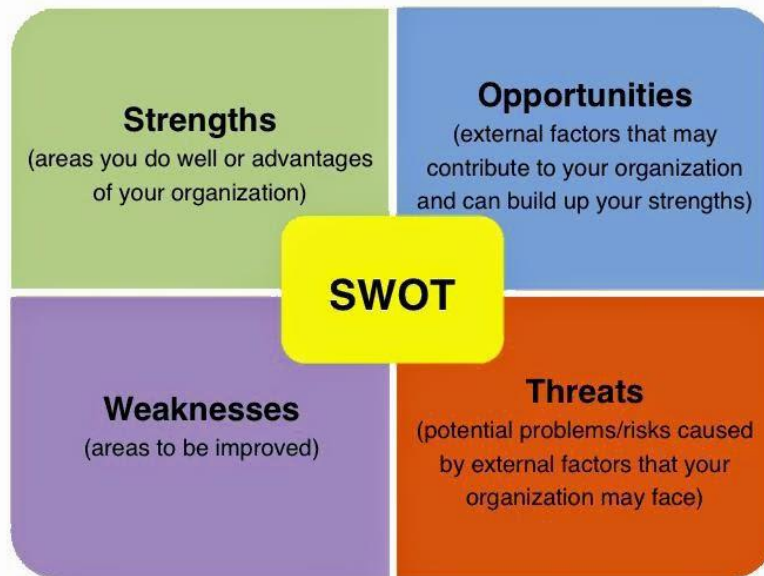 Strengths
(areas you do well or advantages
of your organization)
Opportunities
(external factors that may
contribute to your organization
and can build up your strengths)
SWOT
Weaknesses
(areas to be improved)
Threats
(potential problems/risks caused
by external factors that your
organization may face)